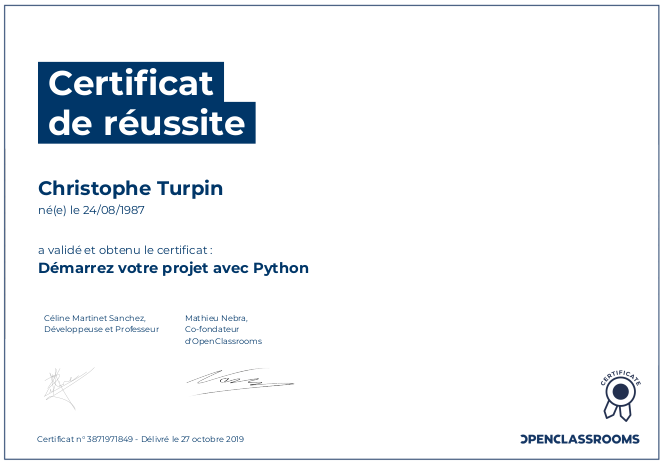 Certificat
de réussite
Christophe Turpin
né(e) le 24/08/1987
a validé et obtenu le certificat :
Démarrez votre projet avec Python
Céline Martinet Sanchez,
Développeuse et Professeur
Mathieu Nebra,
Co-fondateur
d'OpenClassrooms
CERTIFICATE
OPENCLASSROOMS
Certificat n° 3871971849 - Délivré le 27 octobre 2019